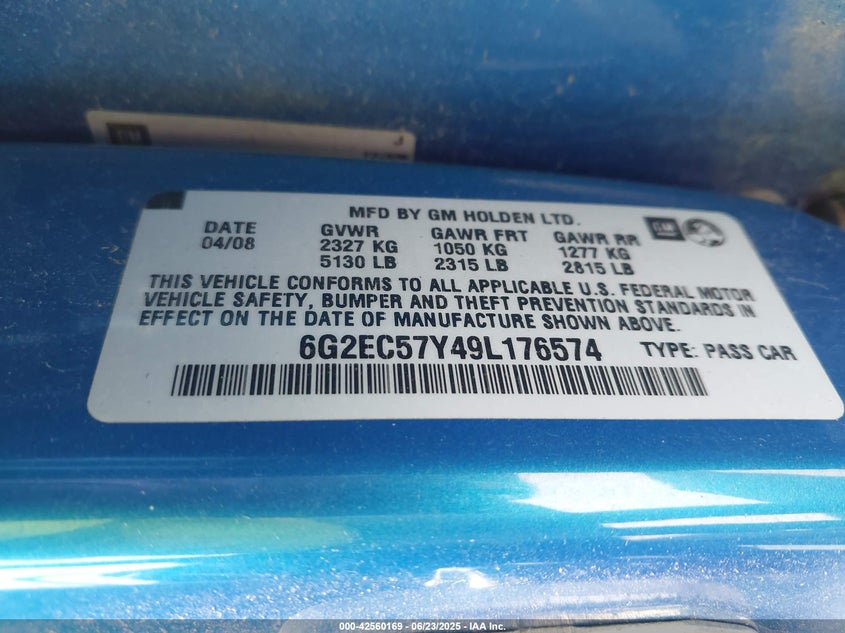 GM
J
MFD BY GM HOLDEN LTD.
DATE GVWR GAWR FRT GAWR RR
04/08 2327 KG 1050 KG 1277 KG
5130 LB 2315 LB 2815 LB
GM
THIS VEHICLE CONFORMS TO ALL APPLICABLE U.S. FEDERAL MOTOR
VEHICLE SAFETY, BUMPER AND THEFT PREVENTION STANDARDS IN
EFFECT ON THE DATE OF MANUFACTURE SHOWN ABOVE.
6G2EC57Y49L176574 TYPE: PASS CAR
000-42560169 - 06/23/2025 - IAA Inc.